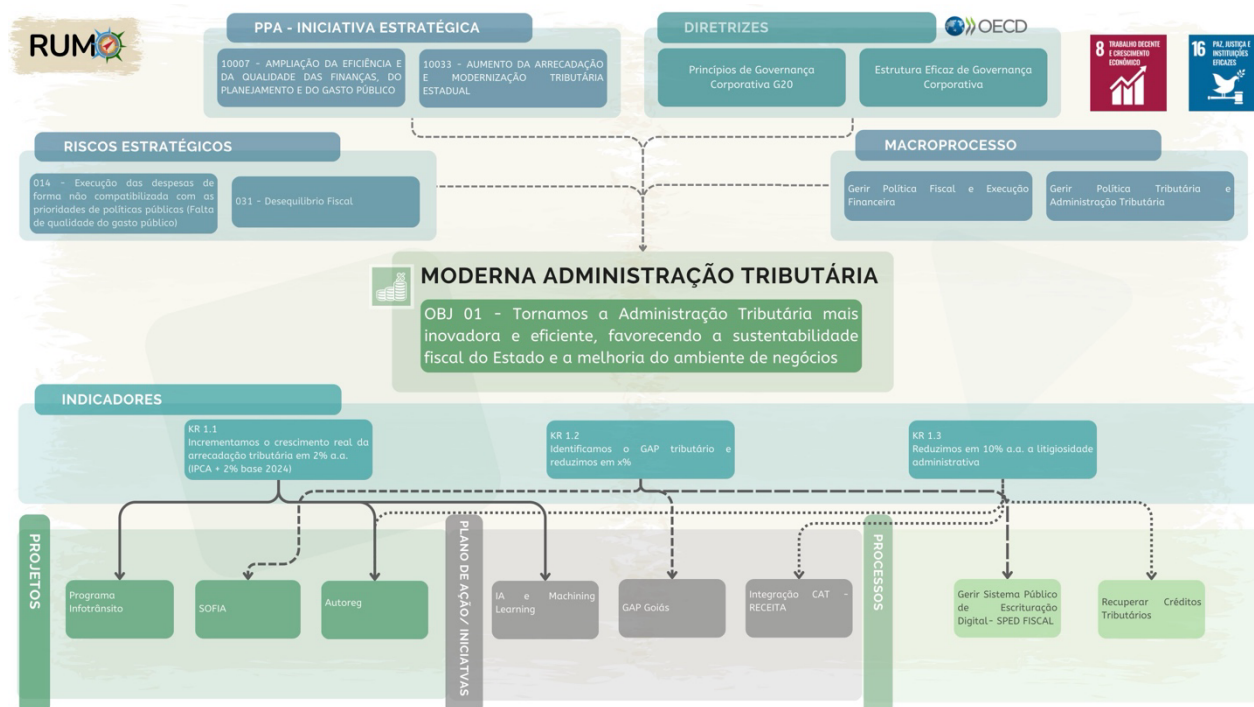 RUMO
PPA - INICIATIVA ESTRATÉGICA
10007 - AMPLIAÇÃO DA EFICIÊNCIA E
DA QUALIDADE DAS FINANÇAS, DO
PLANEJAMENTO E DO GASTO PÚBLICO
10033 - AUMENTO DA ARRECADAÇÃO
E MODERNIZAÇÃO TRIBUTÁRIA
ESTADUAL
DIRETRIZES
OECD
Princípios de Governança
Corporativa G20
Estrutura Eficaz de Governança
Corporativa
8 TRABALHO DECENTE
E CRESCIMENTO
ECONÔMICO
16 PAZ, JUSTIÇA E
INSTITUIÇÕES
EFICAZES
RISCOS ESTRATÉGICOS
014 - Execução das despesas de
forma não compatibilizada com as
prioridades de políticas públicas (Falta
de qualidade do gasto público)
031 - Desequilíbrio Fiscal
MACROPROCESSO
Gerir Política Fiscal e Execução
Financeira
Gerir Política Tributária e
Administração Tributária
MODERNA ADMINISTRAÇÃO TRIBUTÁRIA
OBJ 01 - Tornamos a Administração Tributária mais
inovadora e eficiente, favorecendo a sustentabilidade
fiscal do Estado e a melhoria do ambiente de negócios
INDICADORES
KR 1.1
Incrementamos o crescimento real da
arrecadação tributária em 2% a.a.
(IPCA + 2% base 2024)
KR 1.2
Identificamos o GAP tributário e
reduzimos em x%
KR 1.3
Reduzimos em 10% a.a. a litigiosidade
administrativa
PROJETOS
Programa
Infotrânsito
SOFIA
Autoreg
PLANO DE AÇÃO/ INICIATVAS
IA e Machining
Learning
GAP Goiás
Integração CAT -
RECEITA
PROCESSOS
Gerir Sistema Público
de Escrituração
Digital- SPED FISCAL
Recuperar Créditos
Tributários